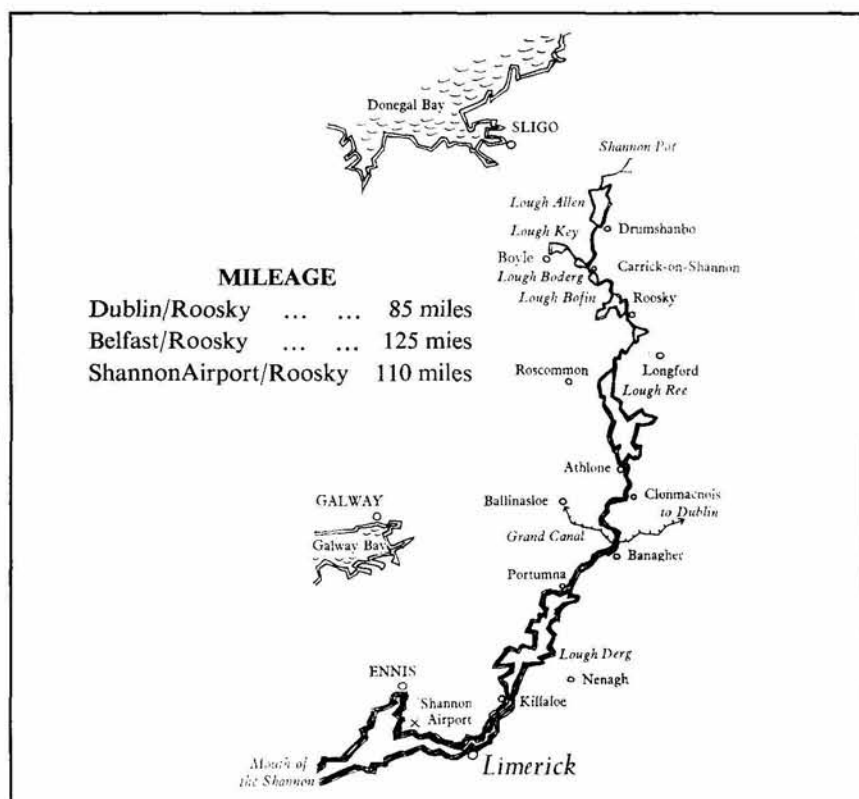 Donegal Bay
SLIGO
Shannon Pot
Lough Allen
Drumshanbo
Lough Key
Boyle
Carrick-on-Shannon
Lough Boderg
Lough Bofin
Roosky
MILEAGE
Dublin/Roosky ... ... 85 miles
Belfast/Roosky ... ... 125 mies
ShannonAirport/Roosky 110 miles
Roscommon
Longford
Lough Ree
Athlone
GALWAY
Ballinasloe
Clonmacnois
to Dublin
Galway Bay
Grand Canal
Banagher
Portumna
Lough Derg
ENNIS
Nenagh
Shannon
Airport
Killaloe
Mouth of
the Shannon
Limerick